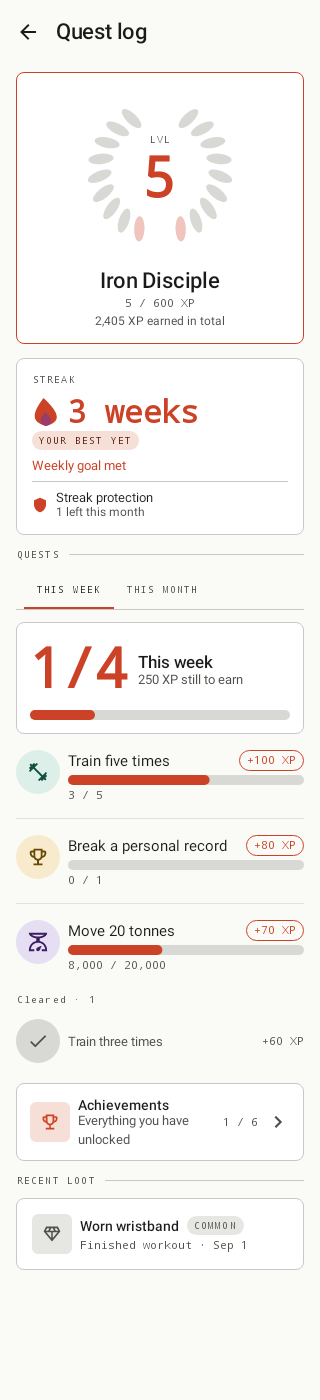 Quest log
LVL
5
Iron Disciple
5 / 600 XP
2,405 XP earned in total
STREAK
3 weeks
YOUR BEST YET
Weekly goal met
Streak protection
1 left this month
QUESTS
THIS WEEK
THIS MONTH
1/4
This week
250 XP still to earn
Train five times
+100 XP
3 / 5
Break a personal record
+80 XP
0 / 1
Move 20 tonnes
+70 XP
8,000 / 20,000
Cleared · 1
Train three times
+60 XP
Achievements
Everything you have
unlocked
1 / 6
RECENT LOOT
Worn wristband
COMMON
Finished workout · Sep 1